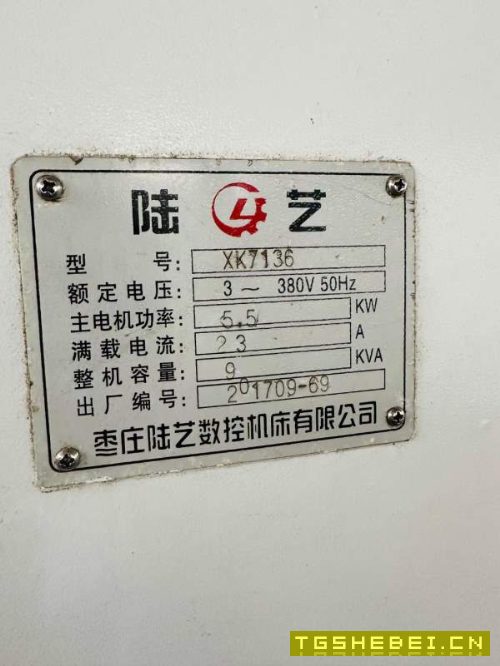 陆艺
型号: XK7136
额定电压: 3～ 380V 50Hz
主电机功率: 5.5 KW
满载电流: 23 A
整机容量: 9 KVA
出厂编号: 201709-69
枣庄陆艺数控机床有限公司
TGSHEBEI.CN